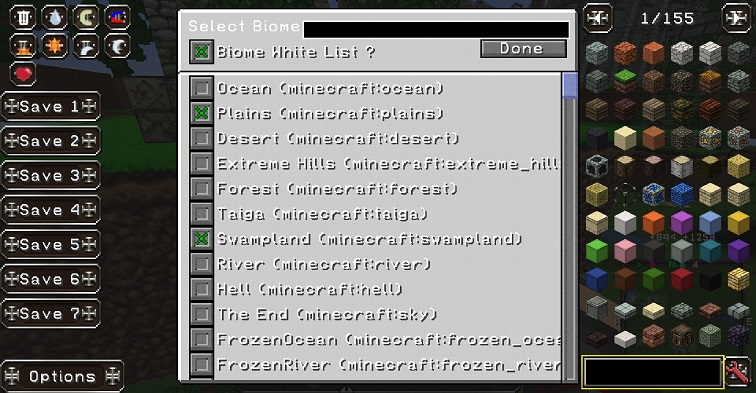 Select Biome
Biome White List ?
Done
Ocean (minecraft:ocean)
Plains (minecraft:plains)
Desert (minecraft:desert)
Extreme Hills (minecraft:extreme_hill
Forest (minecraft:forest)
Taiga (minecraft:taiga)
Swampland (minecraft:swampland)
River (minecraft:river)
Hell (minecraft:hell)
The End (minecraft:sky)
FrozenOcean (minecraft:frozen_ocea
FrozenRiver (minecraft:frozen_river
Save 1
Save 2
Save 3
Save 4
Save 5
Save 6
Save 7
Options
1/155